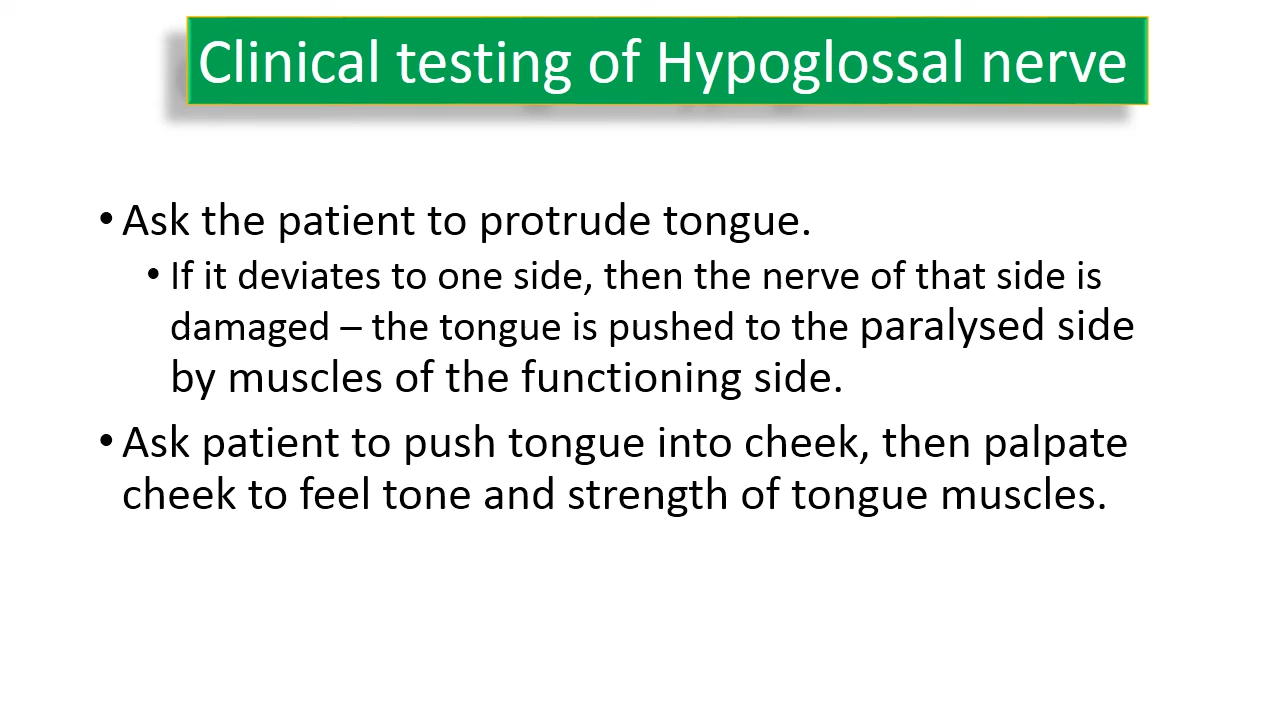 Clinical testing of Hypoglossal nerve
• Ask the patient to protrude tongue.
• If it deviates to one side, then the nerve of that side is
damaged – the tongue is pushed to the paralysed side
by muscles of the functioning side.
• Ask patient to push tongue into cheek, then palpate
cheek to feel tone and strength of tongue muscles.